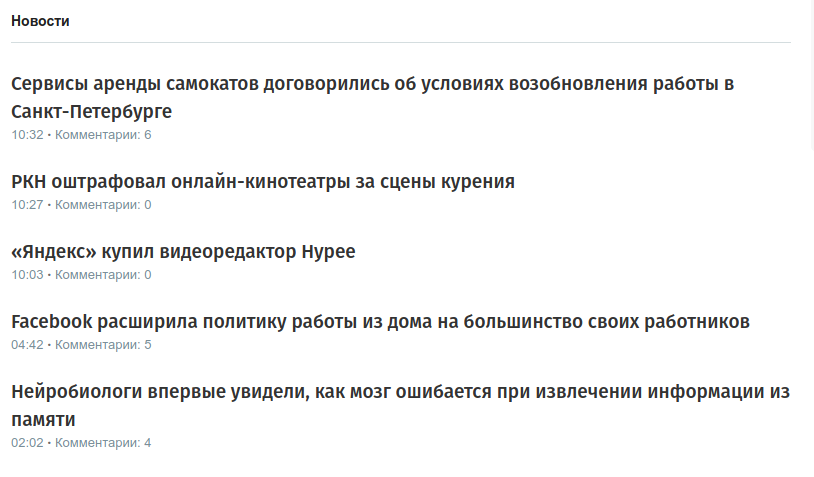 Новости
Сервисы аренды самокатов договорились об условиях возобновления работы в
Санкт-Петербурге
10:32 • Комментарии: 6
РКН оштрафовал онлайн-кинотеатры за сцены курения
10:27 • Комментарии: 0
«Яндекс» купил видеоредактор Hypee
10:03 • Комментарии: 0
Facebook расширила политику работы из дома на большинство своих работников
04:42 • Комментарии: 5
Нейробиологи впервые увидели, как мозг ошибается при извлечении информации из
памяти
02:02 • Комментарии: 4